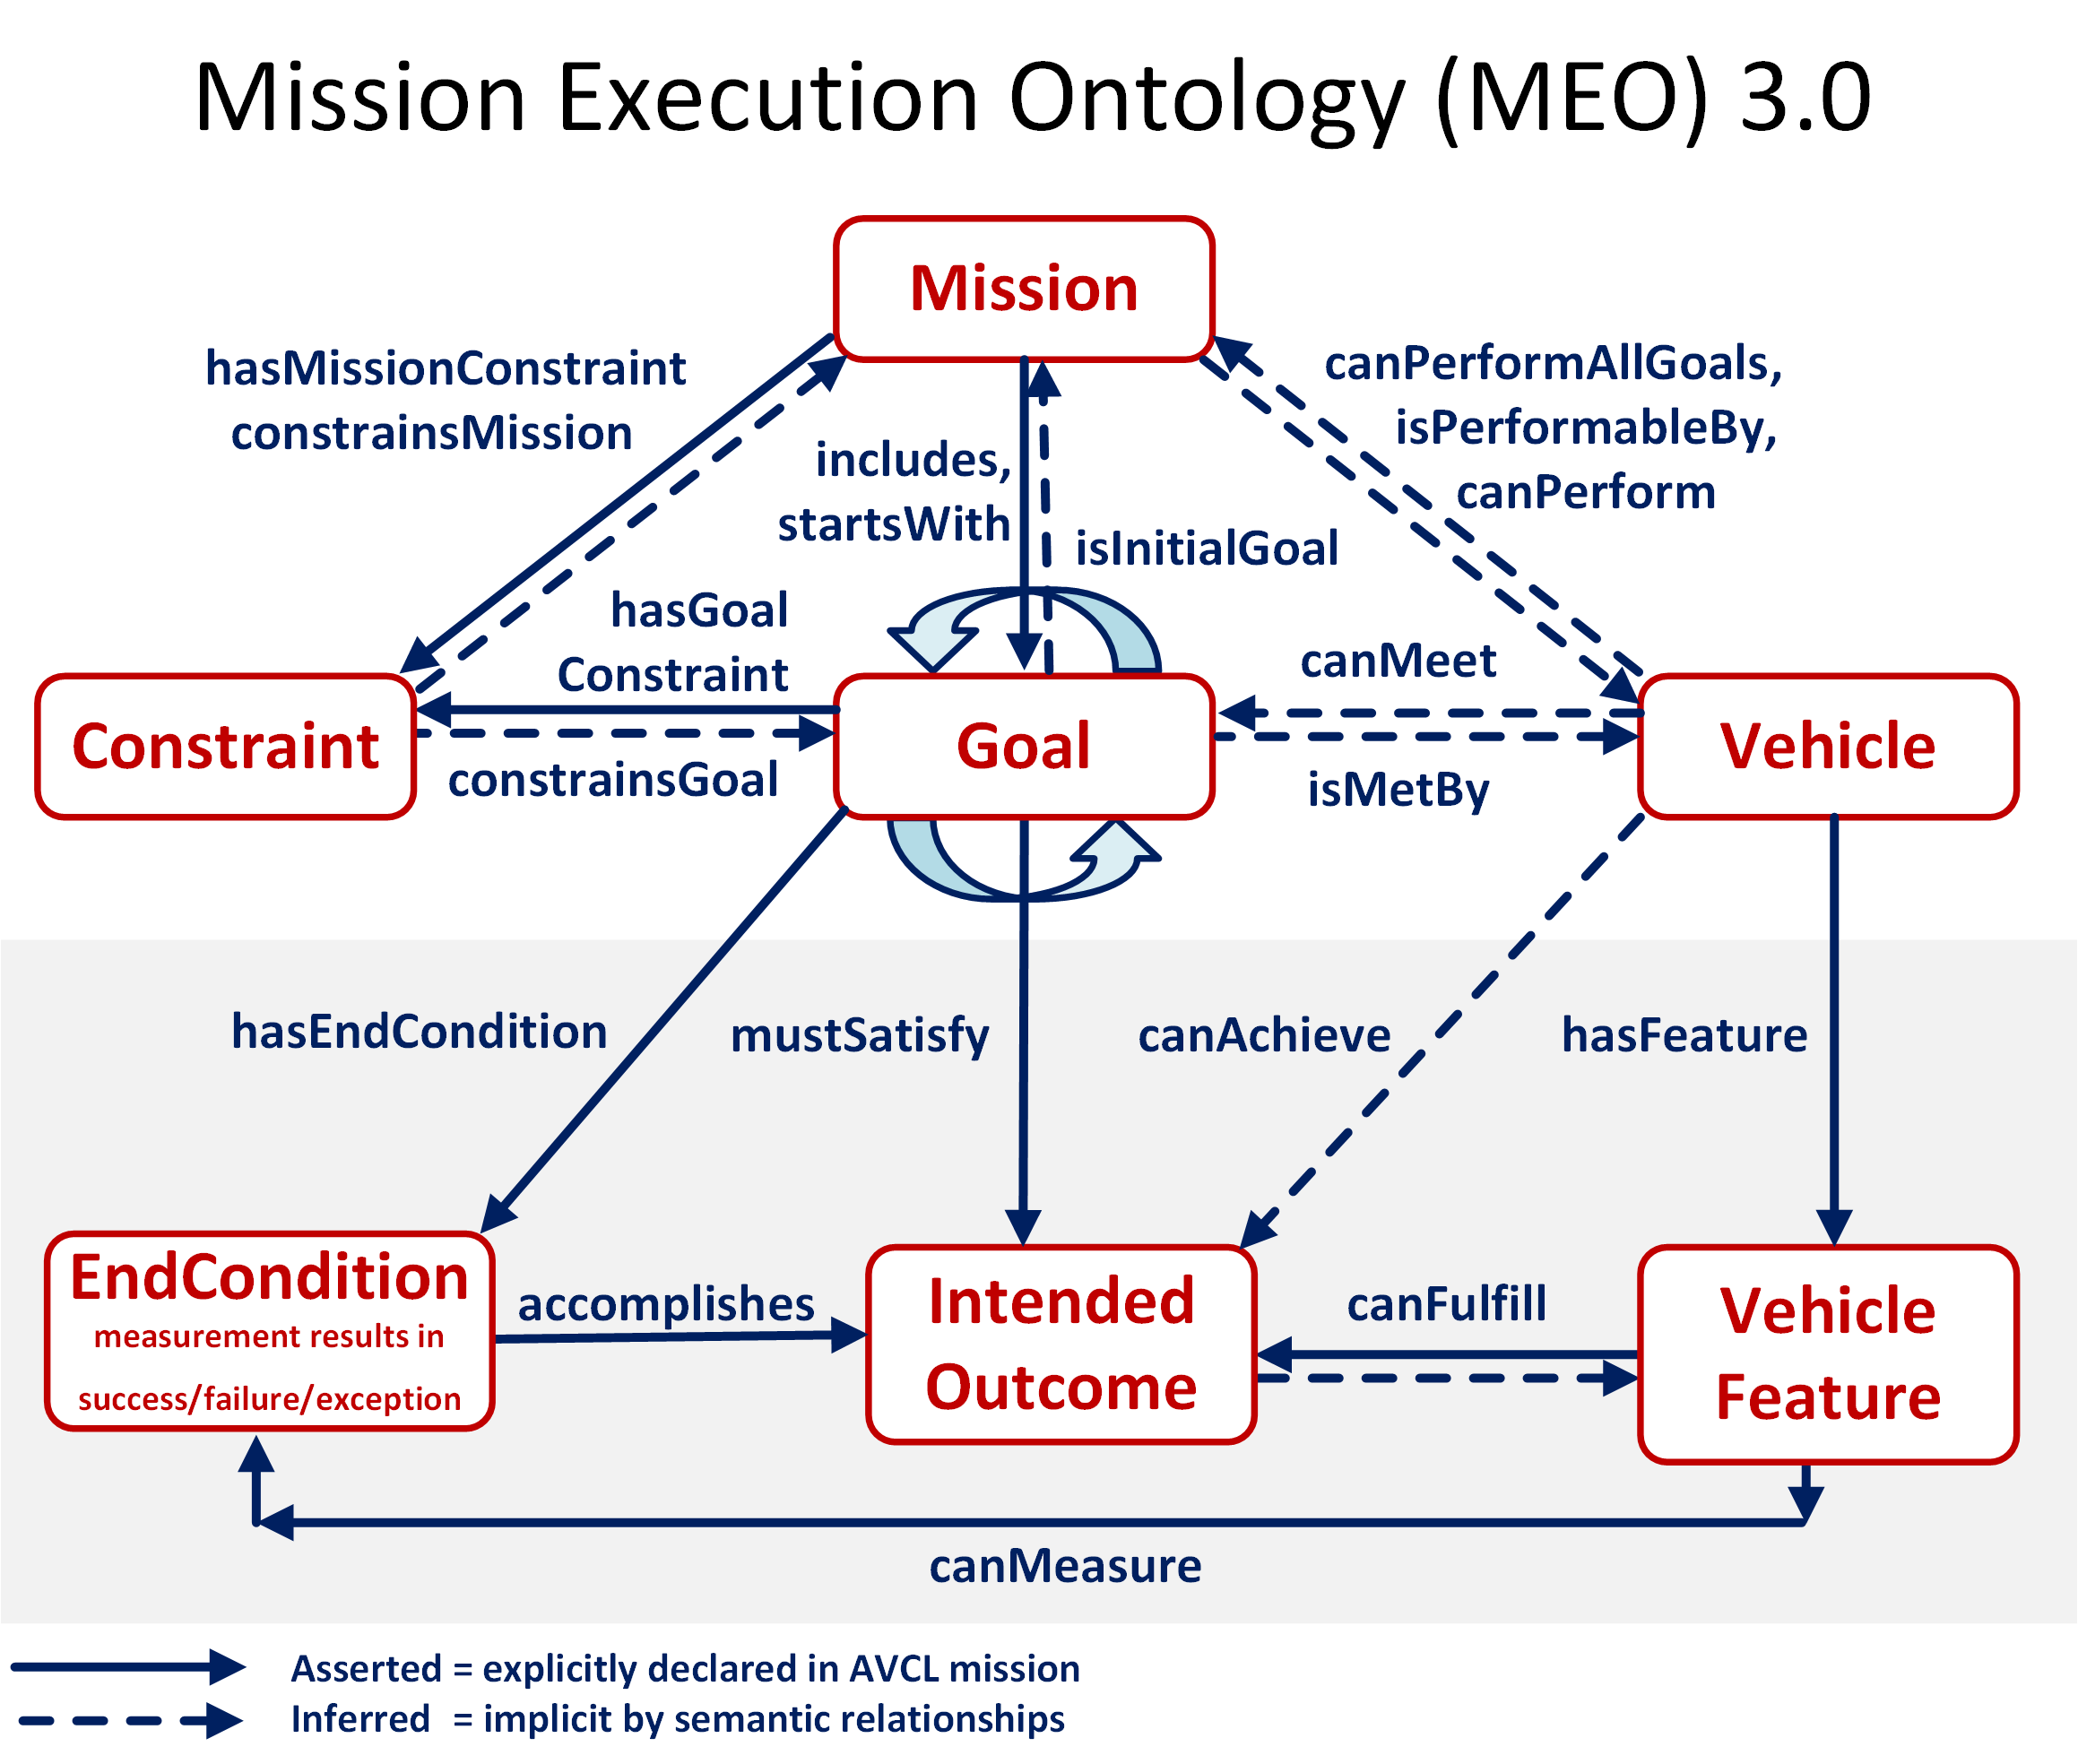 Mission Execution Ontology (MEO) 3.0
Mission
hasMissionConstraint
constrainsMission
canPerformAllGoals,
isPerformableBy,
canPerform
includes,
startsWith
isInitialGoal
hasGoal
Constraint
canMeet
Constraint
Goal
Vehicle
constrainsGoal
isMetBy
hasEndCondition
mustSatisfy
canAchieve
hasFeature
EndCondition
measurement results in
success/failure/exception
accomplishes
Intended
Outcome
canFulfill
Vehicle
Feature
canMeasure
Asserted = explicitly declared in AVCL mission
Inferred = implicit by semantic relationships